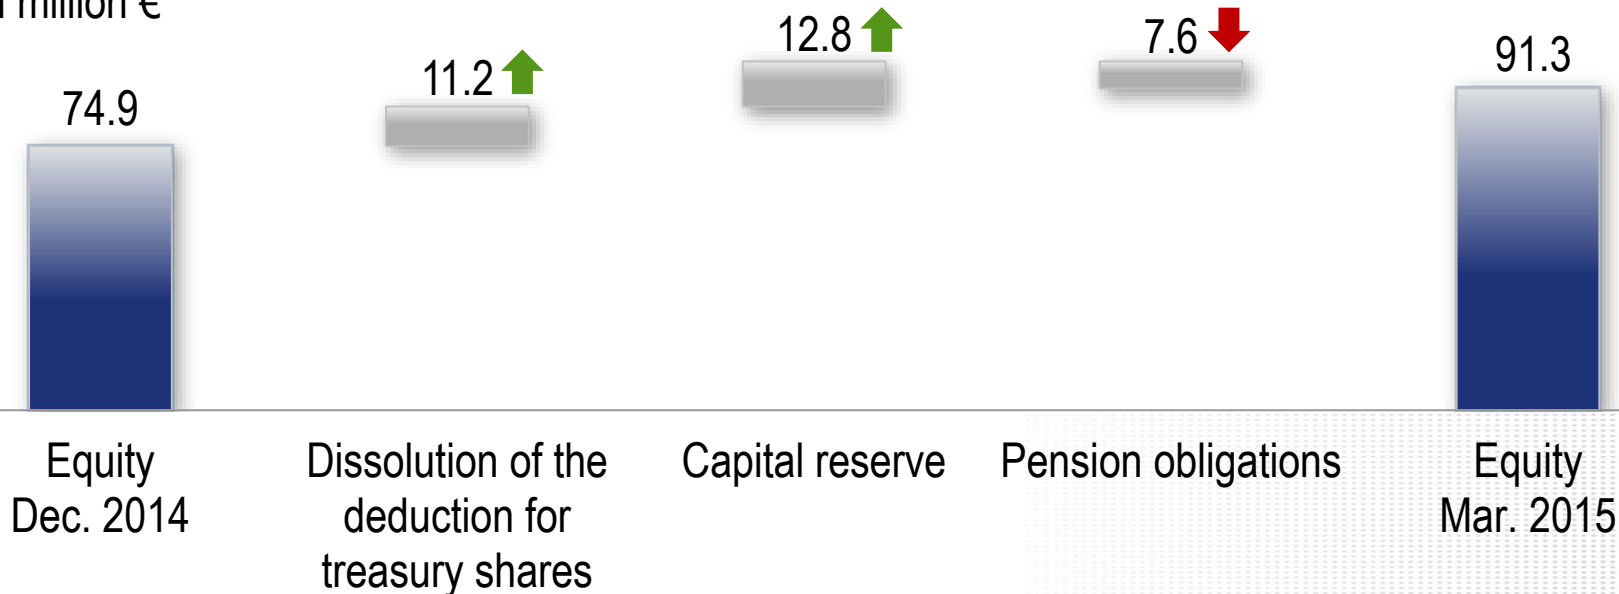 million €
74.9
11.2
12.8
7.6
91.3
Equity
Dec. 2014
Dissolution of the
deduction for
treasury shares
Capital reserve
Pension obligations
Equity
Mar. 2015